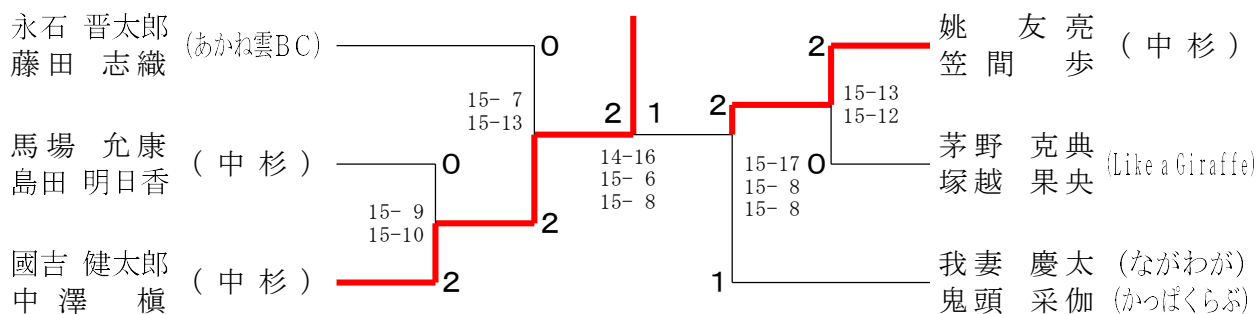 永石 晋太郎
藤田 志織
(あかね雲BC)
0
15- 7
15-13
馬場 允康
島田 明日香
(中杉)
0
15- 9
15-10
2
國吉 健太郎
中澤 槇
(中杉)
2
2 1
14-16
15- 6
15- 8
姚 友亮
笠間 歩
(中杉)
2
15-13
15-12
2
茅野 克典
塚越 果央
(Like a Giraffe)
0
15-17
15- 8
15- 8
我妻 慶太 (ながわが)
鬼頭 采伽 (かっぱくらぶ)
1